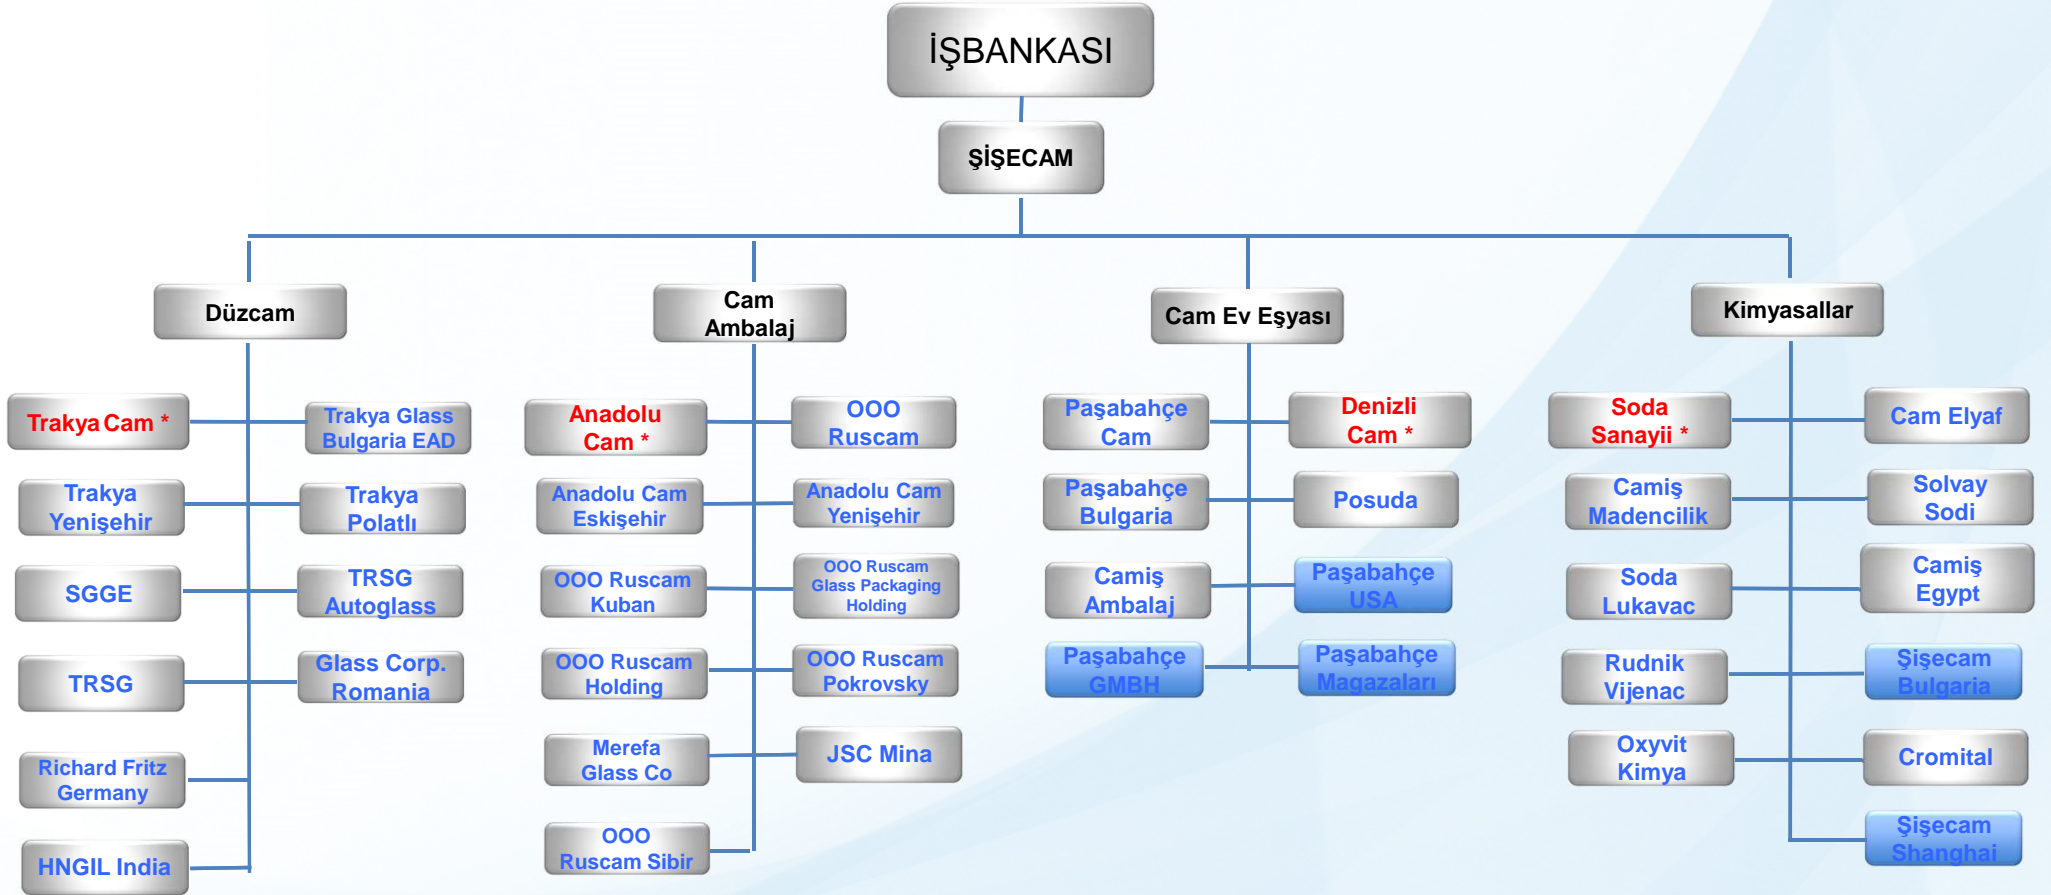 İŞBANKASI
ŞİŞECAM
Düzcam
Trakya Cam *
Trakya Glass
Bulgaria EAD
Trakya
Yenişehir
Trakya
Polatlı
SGGE
TRSG
Autoglass
TRSG
Glass Corp.
Romania
Richard Fritz
Germany
HNGIL India
Cam
Ambalaj
Anadolu
Cam *
OOO
Ruscam
Anadolu Cam
Eskişehir
Anadolu Cam
Yenişehir
OOO Ruscam
Kuban
OOO Ruscam
Glass Packaging
Holding
OOO Ruscam
Holding
OOO Ruscam
Pokrovsky
Merefa
Glass Co
JSC Mina
OOO
Ruscam Sibir
Cam Ev Eşyası
Paşabahçe
Cam
Denizli
Cam *
Paşabahçe
Bulgaria
Posuda
Camiş
Ambalaj
Paşabahçe
USA
Paşabahçe
GMBH
Paşabahçe
Magazaları
Kimyasallar
Soda
Sanayii *
Cam Elyaf
Camiş
Madencilik
Solvay
Sodi
Soda
Lukavac
Camiş
Egypt
Rudnik
Vijenac
Şişecam
Bulgaria
Oxyvit
Kimya
Cromital
Şişecam
Shanghai